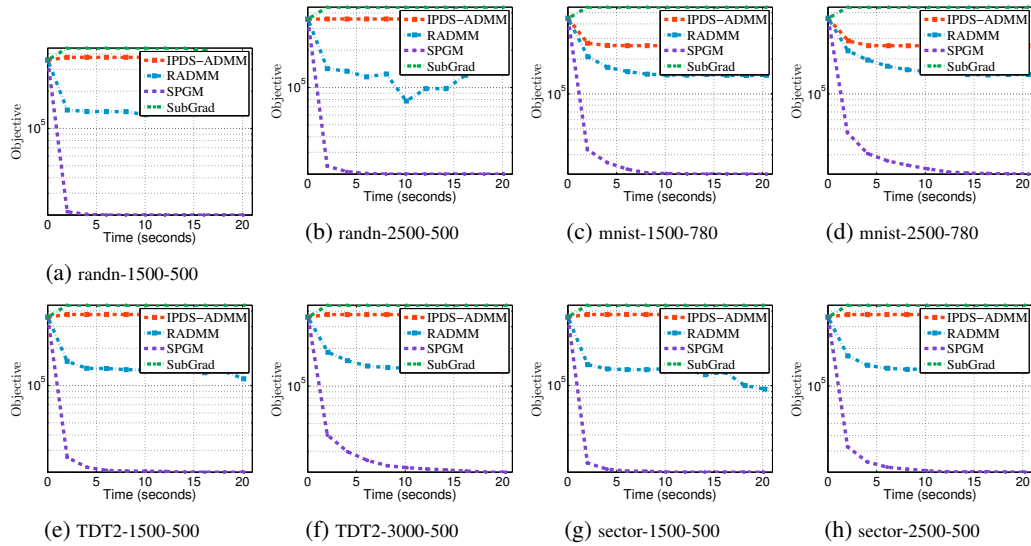 IPDS-ADMM
RADMM
SPGM
SubGrad
Objective
10^5
0 5 10 15 20
Time (seconds)
(a) randn-1500-500
IPDS-ADMM
RADMM
SPGM
SubGrad
Objective
10^5
0 5 10 15 20
Time (seconds)
(b) randn-2500-500
IPDS-ADMM
RADMM
SPGM
SubGrad
Objective
10^5
0 5 10 15 20
Time (seconds)
(c) mnist-1500-780
IPDS-ADMM
RADMM
SPGM
SubGrad
Objective
10^5
0 5 10 15 20
Time (seconds)
(d) mnist-2500-780
IPDS-ADMM
RADMM
SPGM
SubGrad
Objective
10^5
0 5 10 15 20
Time (seconds)
(e) TDT2-1500-500
IPDS-ADMM
RADMM
SPGM
SubGrad
Objective
10^5
0 5 10 15 20
Time (seconds)
(f) TDT2-3000-500
IPDS-ADMM
RADMM
SPGM
SubGrad
Objective
10^5
0 5 10 15 20
Time (seconds)
(g) sector-1500-500
IPDS-ADMM
RADMM
SPGM
SubGrad
Objective
10^5
0 5 10 15 20
Time (seconds)
(h) sector-2500-500